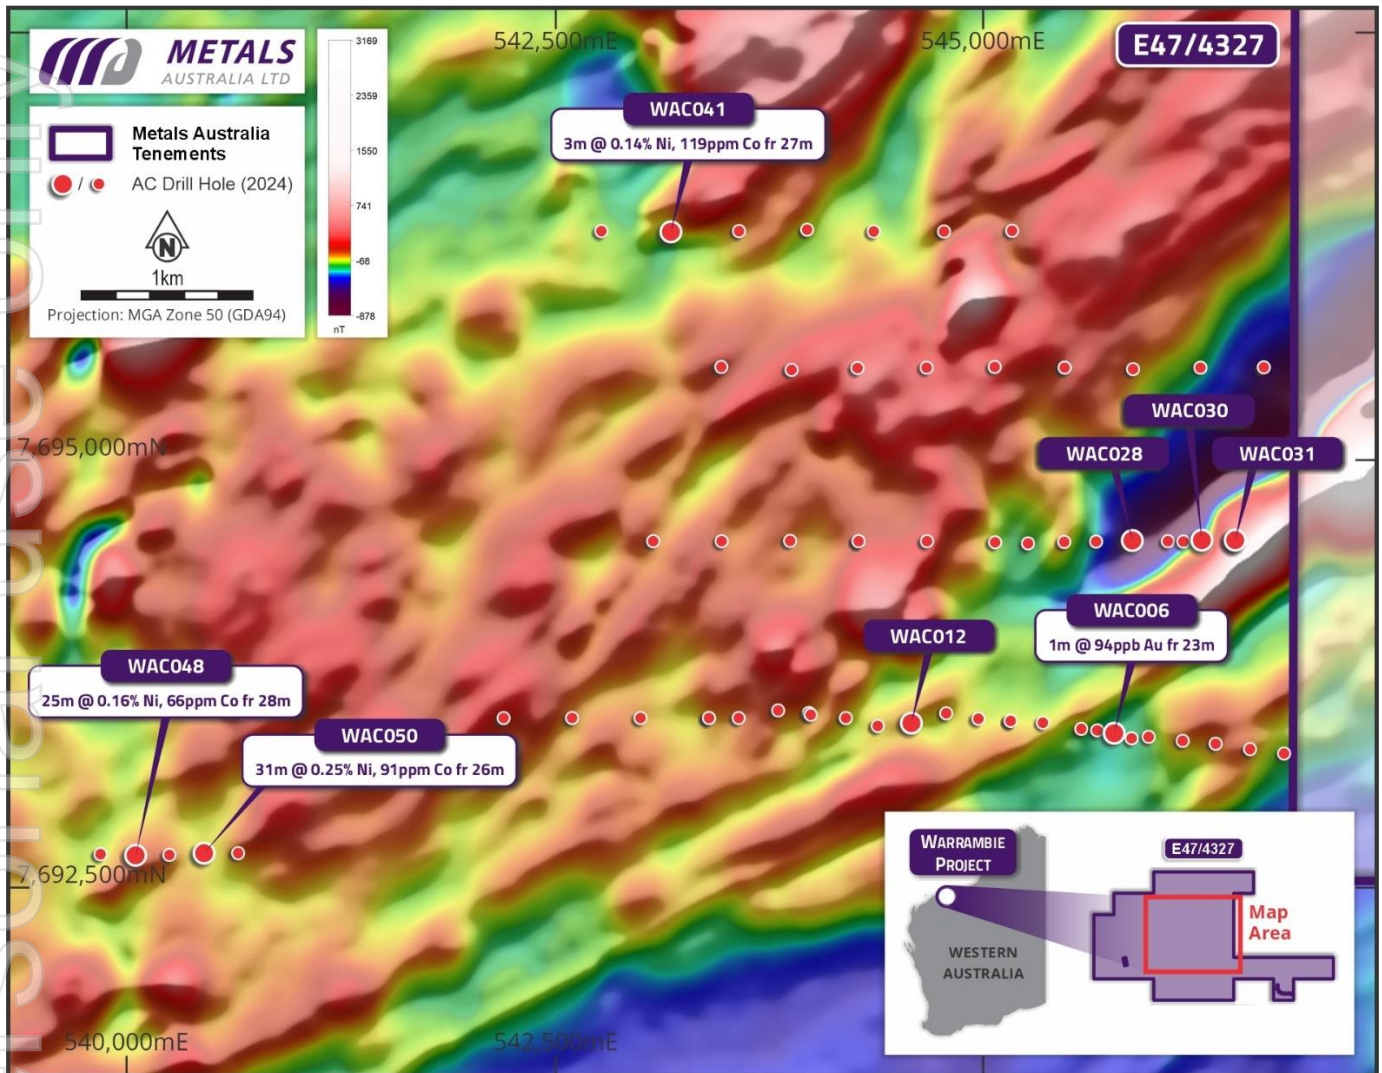 METALS
AUSTRALIA LTD
Metals Australia
Tenements
AC Drill Hole (2024)
N
1km
Projection: MGA Zone 50 (GDA94)
3169
2359
1550
741
-68
-878
nT
542,500mE
545,000mE
E47/4327
WAC041
3m @ 0.14% Ni, 119ppm Co fr 27m
WAC030
7,695,000mN
WAC028
WAC031
WAC006
1m @ 94ppb Au fr 23m
WAC012
WAC048
25m @ 0.16% Ni, 66ppm Co fr 28m
WAC050
31m @ 0.25% Ni, 91ppm Co fr 26m
7,692,500mN
WARRAMBIE
PROJECT
E47/4327
Map
Area
WESTERN
AUSTRALIA
540,000mE
542,500mE